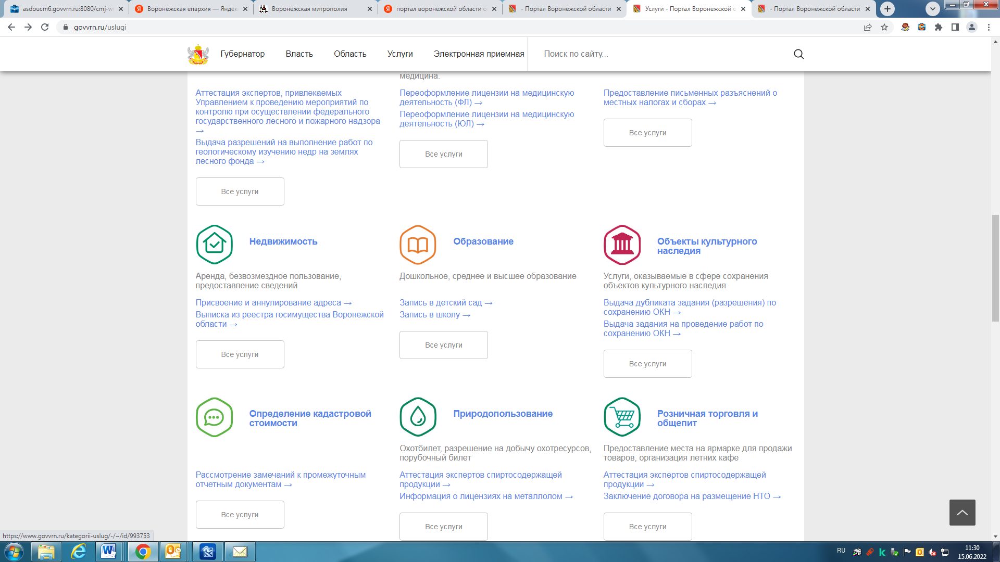 asdoucm6.govvrn.ru:8080/cmj-w
Воронежская епархия — Яндек
Воронежская митрополия
портал воронежской области о
- Портал Воронежской области
Услуги - Портал Воронежской о
- Портал Воронежской области
govvrn.ru/uslugi
Губернатор
Власть
Область
Услуги
Электронная приемная
Поиск по сайту...
медицина.
Аттестация экспертов, привлекаемых
Управлением к проведению мероприятий по
контролю при осуществлении федерального
государственного лесного и пожарного надзора
→
Выдача разрешений на выполнение работ по
геологическому изучению недр на землях
лесного фонда →
Все услуги
Переоформление лицензии на медицинскую
деятельность (ФЛ) →
Переоформление лицензии на медицинскую
деятельность (ЮЛ) →
Все услуги
Предоставление письменных разъяснений о
местных налогах и сборах →
Все услуги
Недвижимость
Аренда, безвозмездное пользование,
предоставление сведений
Присвоение и аннулирование адреса →
Выписка из реестра госимущества Воронежской
области →
Все услуги
Образование
Дошкольное, среднее и высшее образование
Запись в детский сад →
Запись в школу →
Все услуги
Объекты культурного
наследия
Услуги, оказываемые в сфере сохранения
объектов культурного наследия
Выдача дубликата задания (разрешения) по
сохранению ОКН →
Выдача задания на проведение работ по
сохранению ОКН →
Все услуги
Определение кадастровой
стоимости
Рассмотрение замечаний к промежуточным
отчетным документам →
Все услуги
Природопользование
Охотбилет, разрешение на добычу охотресурсов,
порубочный билет
Аттестация экспертов спиртосодержащей
продукции →
Информация о лицензиях на металлолом →
Все услуги
Розничная торговля и
общепит
Предоставление места на ярмарке для продажи
товаров, организация летних кафе
Аттестация экспертов спиртосодержащей
продукции →
Заключение договора на размещение НТО →
Все услуги
https://www.govvrn.ru/kategorii-uslug/-/~/id/993753
RU
11:30
15.06.2022